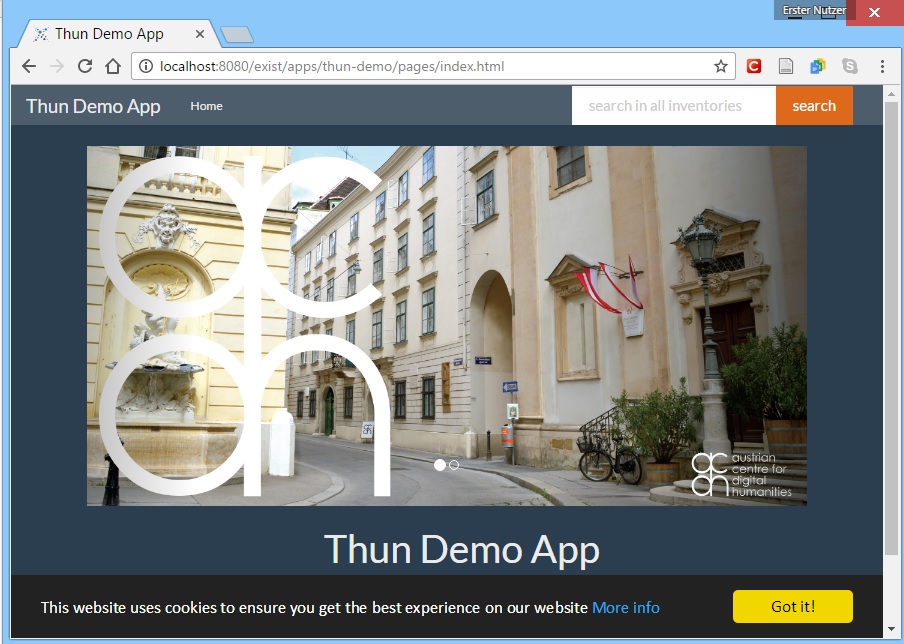 Erster Nutzer
Thun Demo App
localhost:8080/exist/apps/thun-demo/pages/index.html
Thun Demo App
Home
search in all inventories
search
acdh
acdh
austrian
centre for
digital
humanities
Thun Demo App
This website uses cookies to ensure you get the best experience on our website More info
Got it!